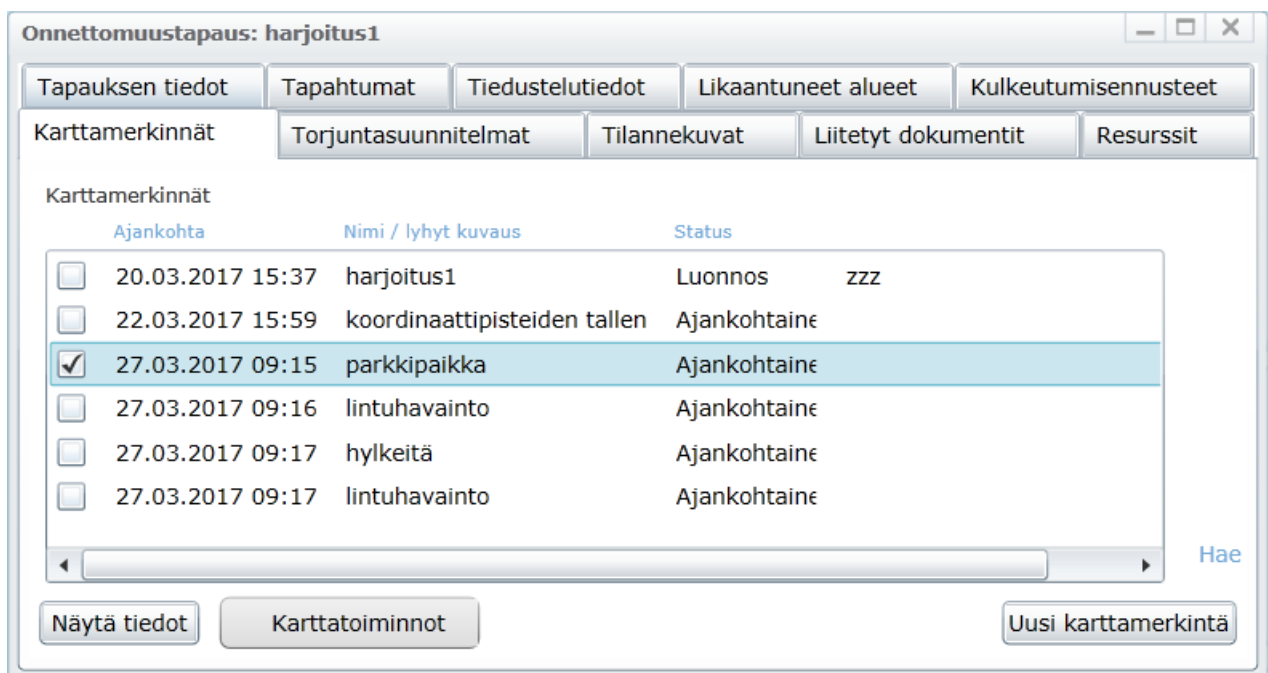 Onnettomuustapaus: harjoitus1
Tapauksen tiedot Tapahtumat Tiedustelutiedot Likaantuneet alueet Kulkeutumisennusteet
Karttamerkinnät Torjuntasuunnitelmat Tilannekuvat Liitetyt dokumentit Resurssit
Karttamerkinnät
Ajankohta Nimi / lyhyt kuvaus Status
20.03.2017 15:37 harjoitus1 Luonnos zzz
22.03.2017 15:59 koordinaattipisteiden tallen Ajankohtaine
27.03.2017 09:15 parkkipaikka Ajankohtaine
27.03.2017 09:16 lintuhavainto Ajankohtaine
27.03.2017 09:17 hylkeitä Ajankohtaine
27.03.2017 09:17 lintuhavainto Ajankohtaine
Hae
Näytä tiedot Karttatoiminnot Uusi karttamerkintä